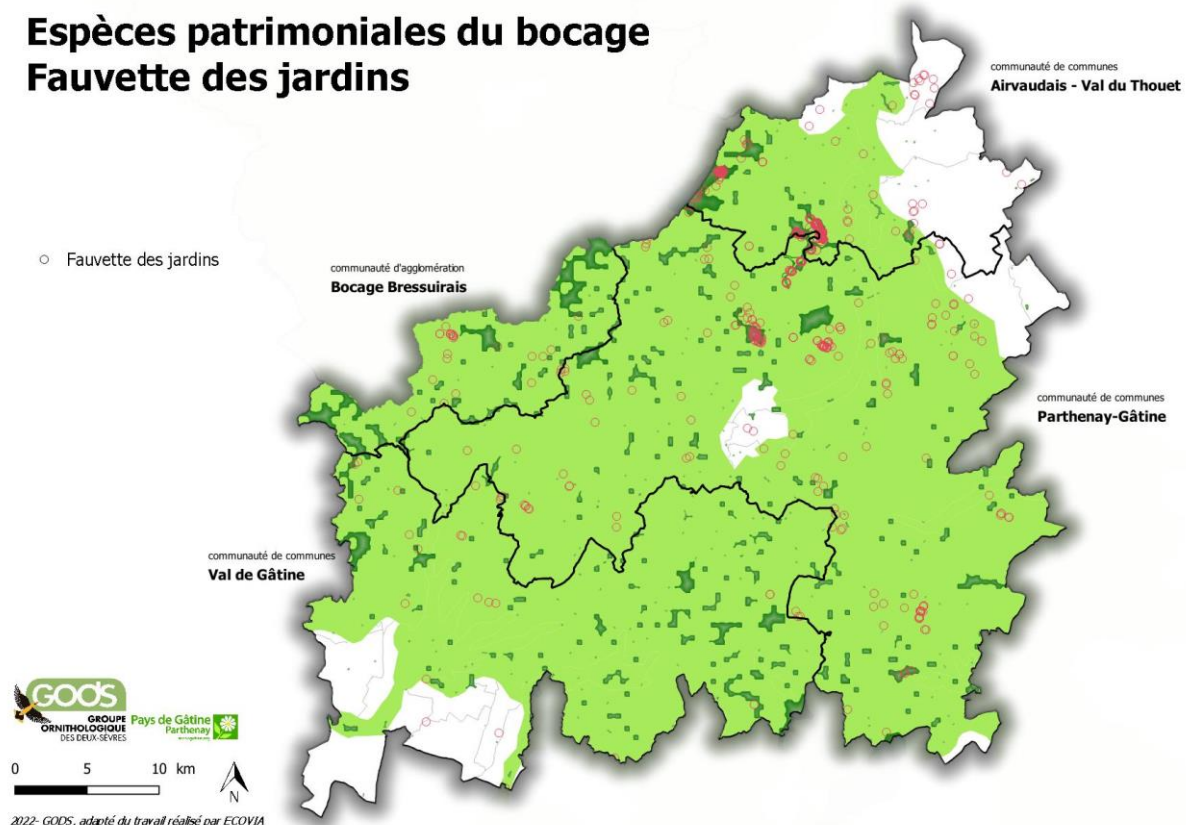 Espèces patrimoniales du bocage
Fauvette des jardins
communauté de communes
Airvaudais - Val du Thouet
Fauvette des jardins
communauté d'agglomération
Bocage Bressuirais
communauté de communes
Parthenay-Gâtine
communauté de communes
Val de Gâtine
GODS
GROUPE
ORNITHOLOGIQUE
DES DEUX-SÈVRES
Pays de Gâtine
Parthenay
0 5 10 km
N
2022- GODS, adapté du travail réalisé par ECOVIA